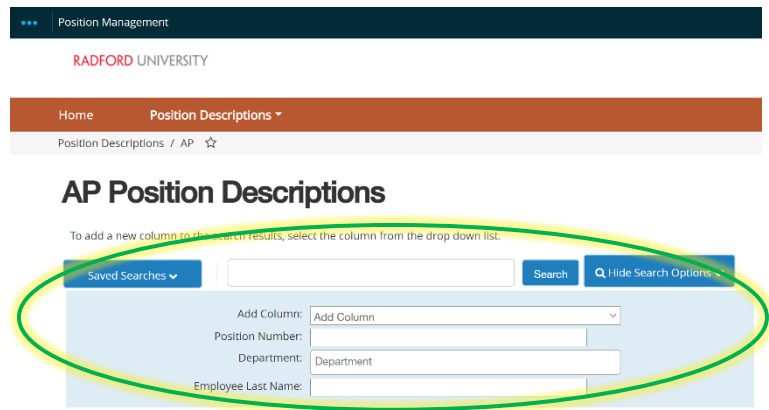 Position Management
RADFORD UNIVERSITY
Home Position Descriptions
Position Descriptions / AP
AP Position Descriptions
To add a new column to the search results, select the column from the drop down list.
Saved Searches Search Hide Search Options
Add Column: Add Column
Position Number:
Department: Department
Employee Last Name: